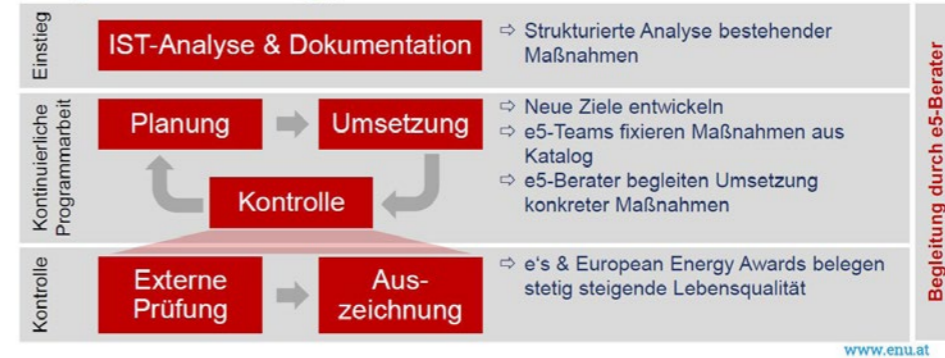 Einstieg
IST-Analyse & Dokumentation
⇨ Strukturierte Analyse bestehender
Maßnahmen
Kontinuierliche
Programmarbeit
Planung
Umsetzung
Kontrolle
⇨ Neue Ziele entwickeln
⇨ e5-Teams fixieren Maßnahmen aus
Katalog
⇨ e5-Berater begleiten Umsetzung
konkreter Maßnahmen
Kontrolle
Externe
Prüfung
Aus-
zeichnung
⇨ e‘s & European Energy Awards belegen
stetig steigende Lebensqualität
Begleitung durch e5-Berater
www.enu.at